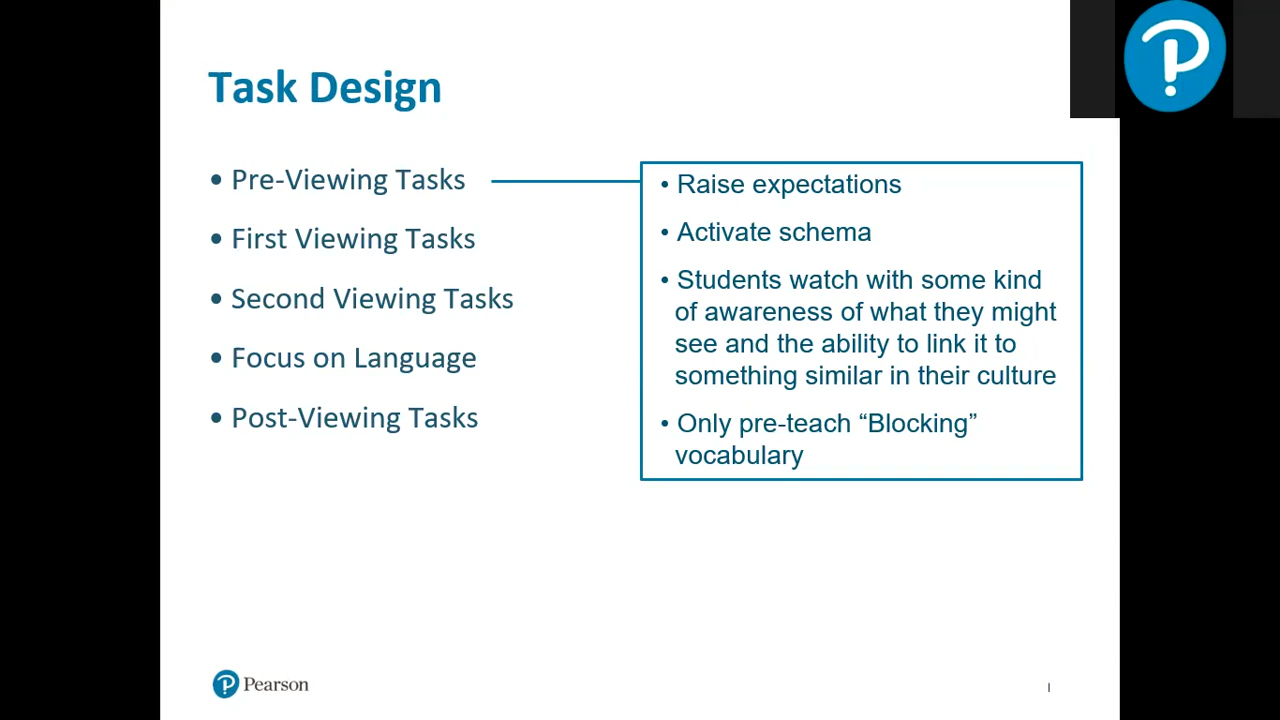 Task Design
• Pre-Viewing Tasks
• First Viewing Tasks
• Second Viewing Tasks
• Focus on Language
• Post-Viewing Tasks
• Raise expectations
• Activate schema
• Students watch with some kind
of awareness of what they might
see and the ability to link it to
something similar in their culture
• Only pre-teach “Blocking”
vocabulary
Pearson